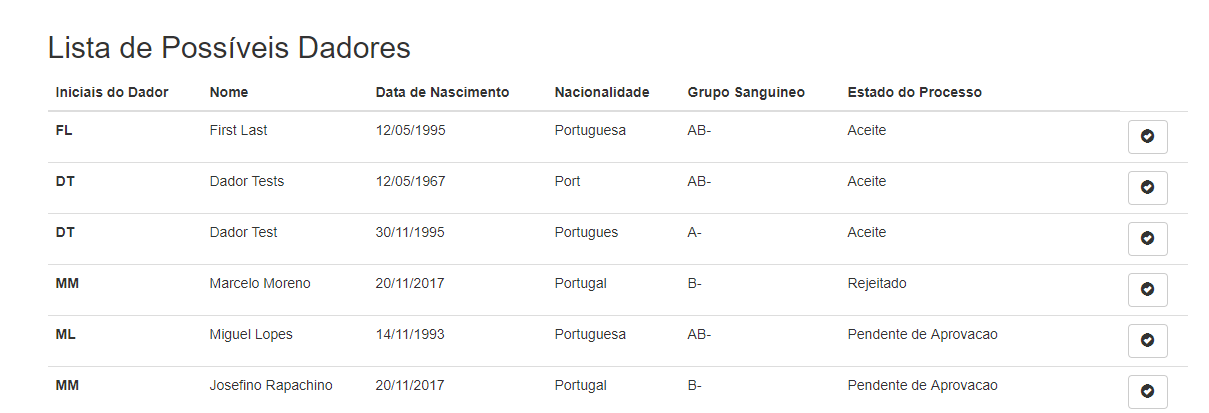 Lista de Possíveis Dadores
Iniciais do Dador Nome Data de Nascimento Nacionalidade Grupo Sanguineo Estado do Processo
FL First Last 12/05/1995 Portuguesa AB- Aceite
DT Dador Tests 12/05/1967 Port AB- Aceite
DT Dador Test 30/11/1995 Portugues A- Aceite
MM Marcelo Moreno 20/11/2017 Portugal B- Rejeitado
ML Miguel Lopes 14/11/1993 Portuguesa AB- Pendente de Aprovacao
MM Josefino Rapachino 20/11/2017 Portugal B- Pendente de Aprovacao